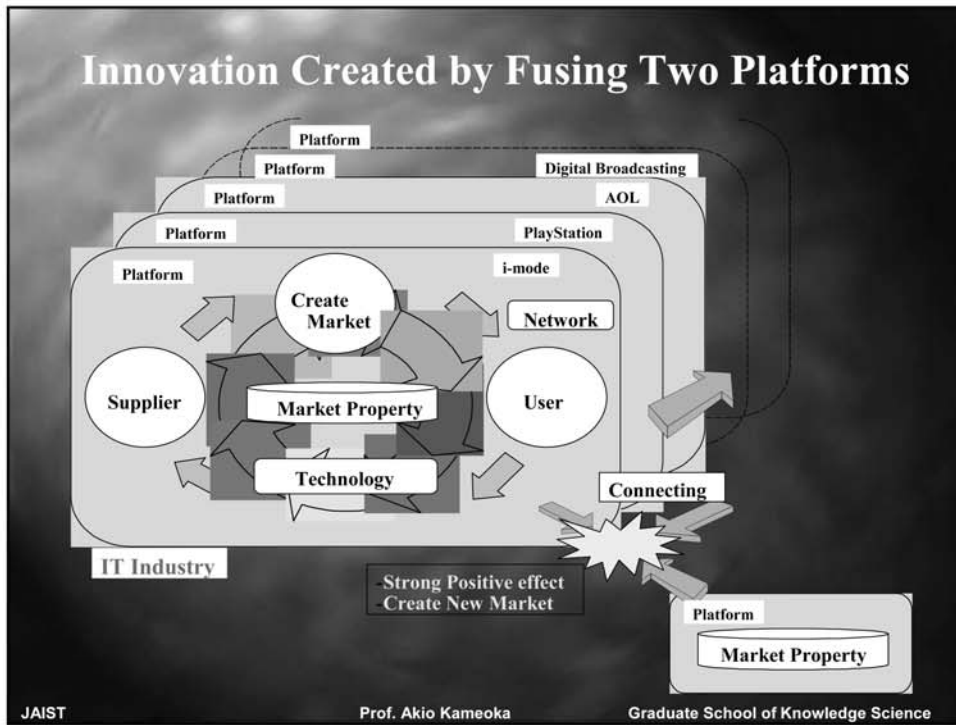 Innovation Created by Fusing Two Platforms
Platform
Platform
Digital Broadcasting
Platform
AOL
Platform
PlayStation
Platform
i-mode
Create
Market
Network
Supplier
Market Property
User
Technology
Connecting
IT Industry
-Strong Positive effect
-Create New Market
Platform
Market Property
JAIST
Prof. Akio Kameoka
Graduate School of Knowledge Science